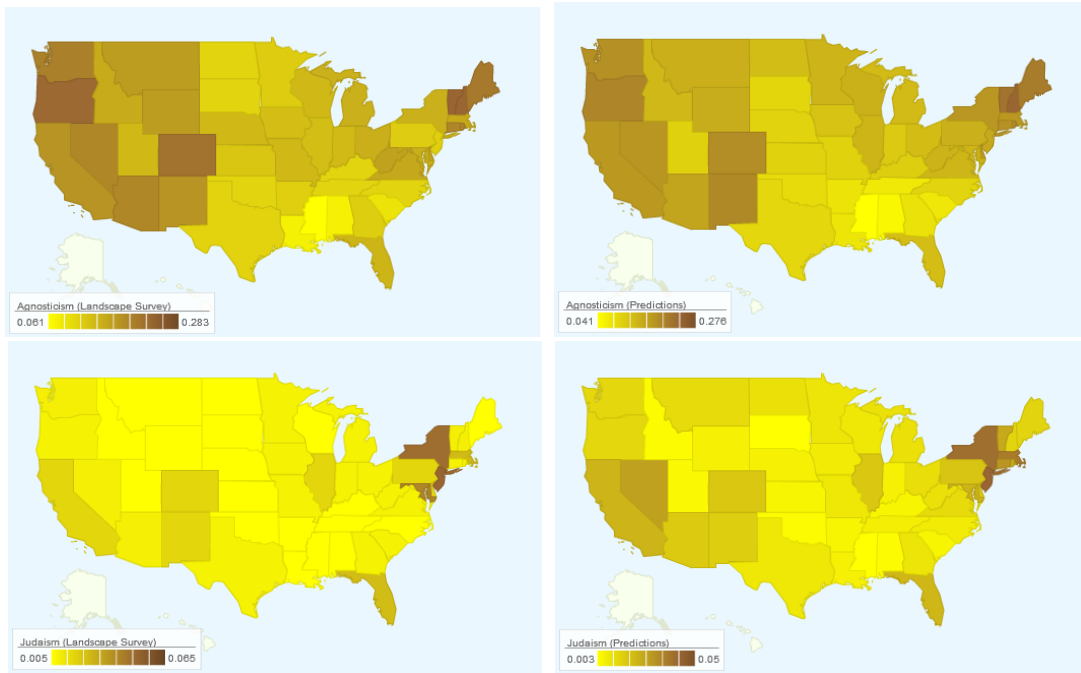 Agnosticism (Landscape Survey)
0.061 0.283
Agnosticism (Predictions)
0.041 0.276
Judaism (Landscape Survey)
0.005 0.065
Judaism (Predictions)
0.003 0.05